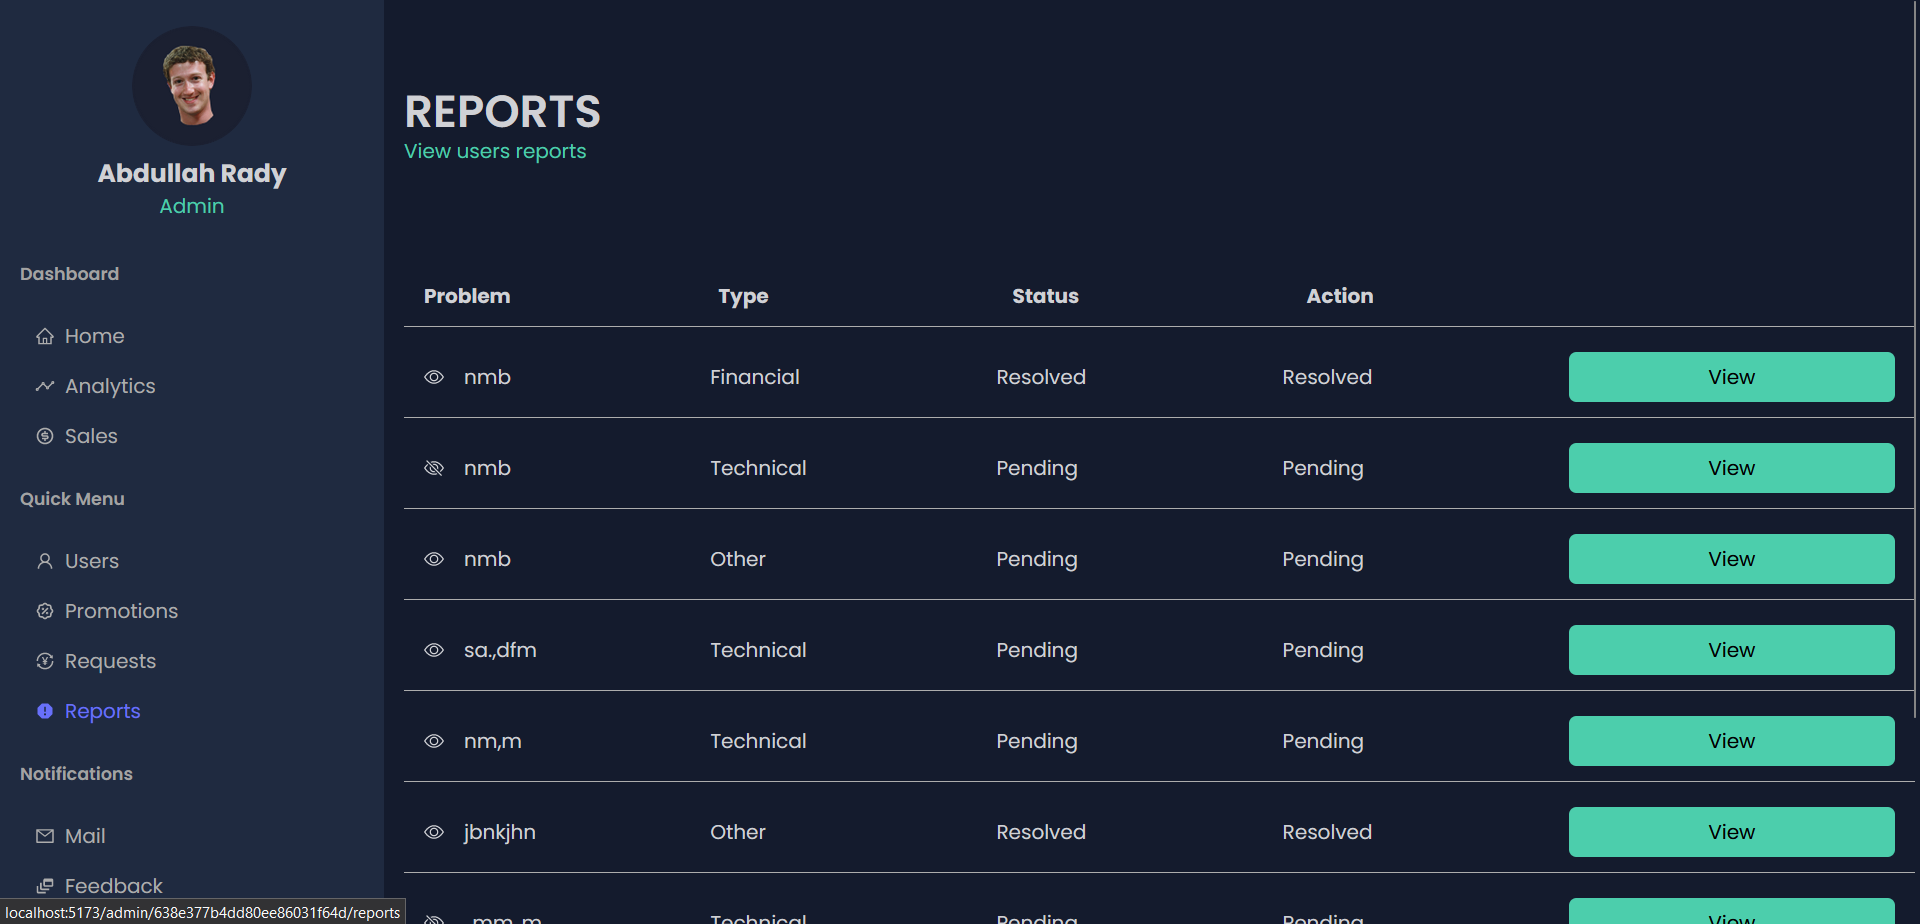 Abdullah Rady
Admin
Dashboard
Home
Analytics
Sales
Quick Menu
Users
Promotions
Requests
Reports
Notifications
Mail
Feedback
localhost:5173/admin/638e377b4dd80ee86031f64d/reports
REPORTS
View users reports
Problem Type Status Action
nmb Financial Resolved Resolved View
nmb Technical Pending Pending View
nmb Other Pending Pending View
sa.,dfm Technical Pending Pending View
nm,m Technical Pending Pending View
jbnkjhn Other Resolved Resolved View
Technical Pending Pending View